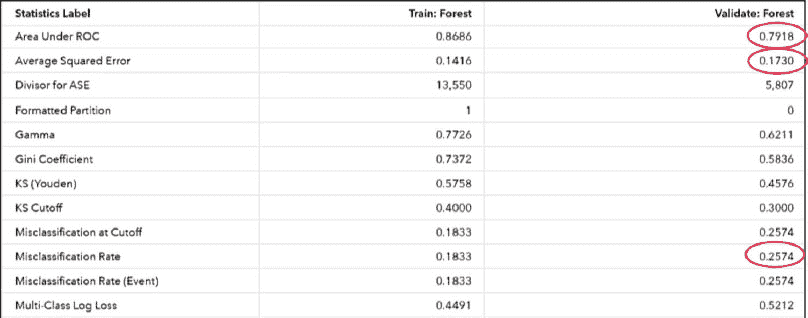 Statistics Label Train: Forest Validate: Forest
Area Under ROC 0.8686 0.7918
Average Squared Error 0.1416 0.1730
Divisor for ASE 13,550 5,807
Formatted Partition 1 0
Gamma 0.7726 0.6211
Gini Coefficient 0.7372 0.5836
KS (Youden) 0.5758 0.4576
KS Cutoff 0.4000 0.3000
Misclassification at Cutoff 0.1833 0.2574
Misclassification Rate 0.1833 0.2574
Misclassification Rate (Event) 0.1833 0.2574
Multi-Class Log Loss 0.4491 0.5212